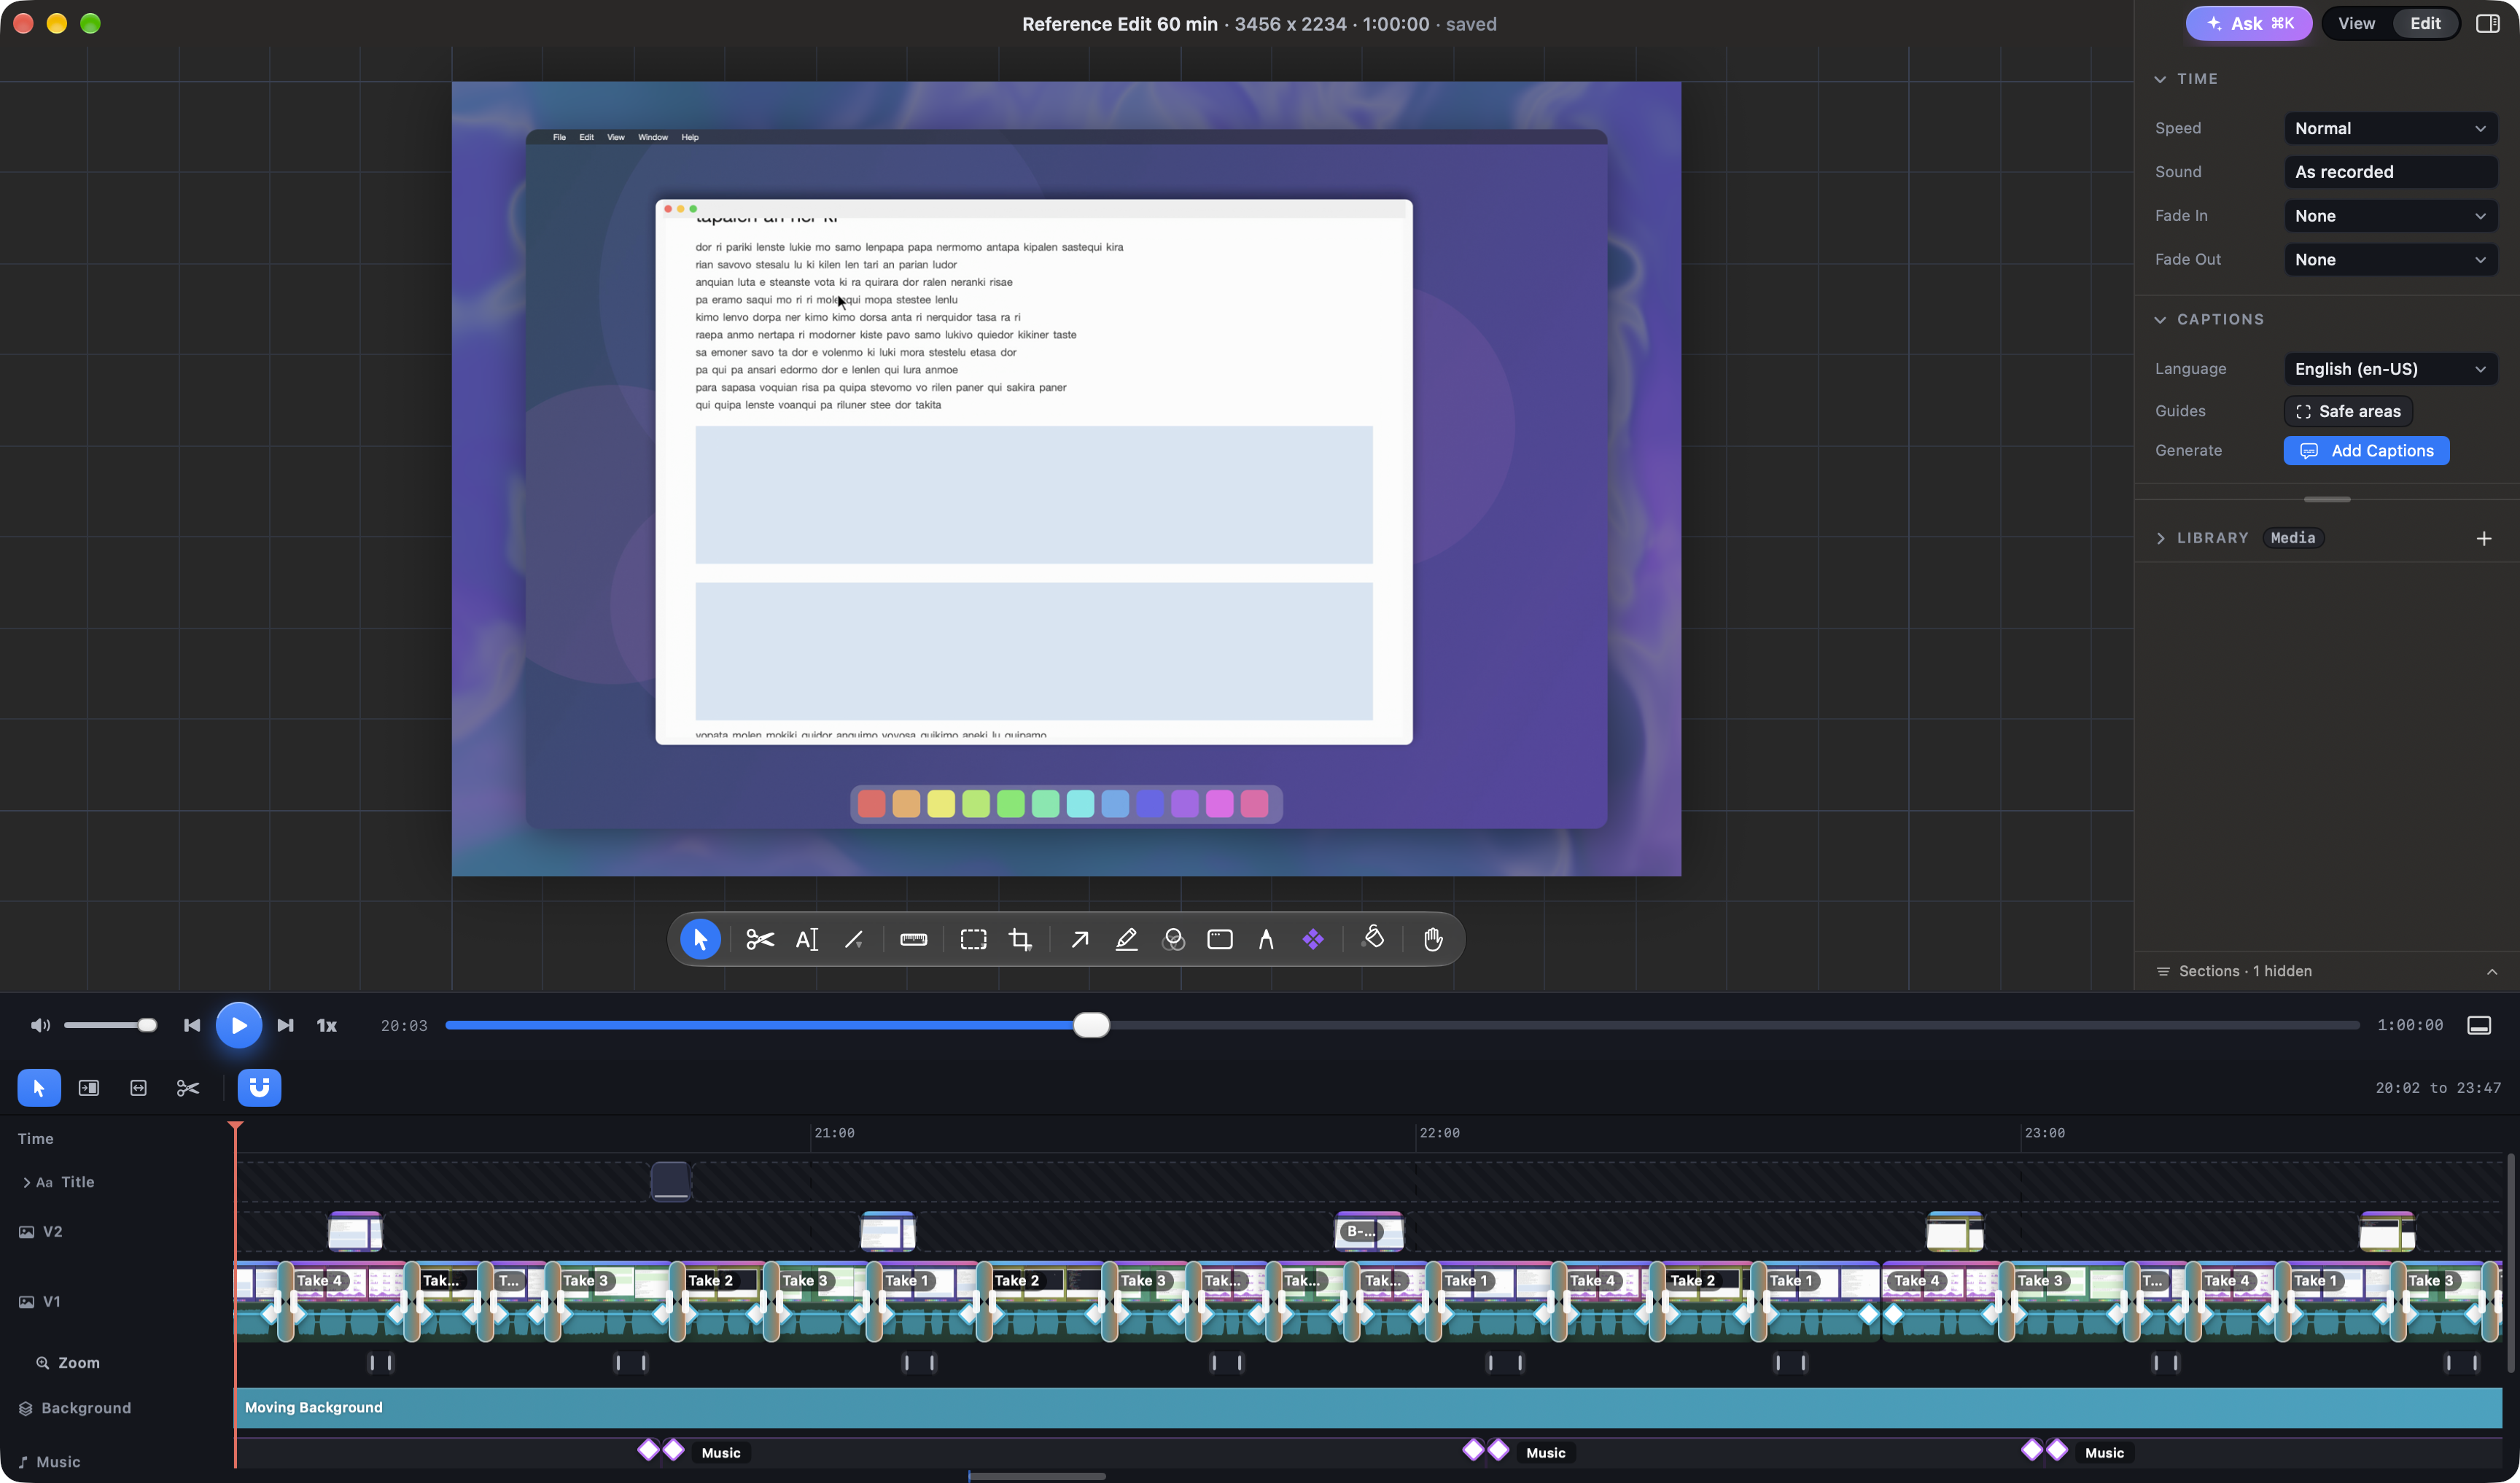 Reference Edit 60 min · 3456 x 2234 · 1:00:00 · saved
Ask ⌘K
View
Edit
File Edit View Window Help
dor ri pariki lenste lukie mo samo lenpapa papa nermomo antapa kipalen sastequi kira
rian savovo stesalu lu ki kilen len tari an parian ludor
anquian luta e steanste vota ki ra quirara dor ralen neranki risae
pa eramo saqui mo ri ri qui mopa stestee lenlu
kimo lenvo dorpa ner kimo kimo dorsa anta ri nerquidor tasa ra ri
raepa anmo nertapa ri modorner kiste pavo samo lukivo quiedor kikiner taste
sa emoner savo ta dor e volenmo ki luki mora stestelu etasa dor
pa qui pa ansari edormo dor e lenlen qui lura anmoe
para sapasa voquian risa pa quipa stevomo vo rilen paner qui sakira paner
qui quipa lenste voanqui pa riluner stee dor takita
TIME
Speed Normal
Sound As recorded
Fade In None
Fade Out None
CAPTIONS
Language English (en-US)
Guides Safe areas
Generate Add Captions
LIBRARY Media
Sections · 1 hidden
1x
20:03
1:00:00
20:02 to 23:47
Time
21:00 22:00 23:00
Aa Title
V2
B-...
V1
Take 4 Tak... T... Take 3 Take 2 Take 3 Take 1 Take 2 Take 3 Tak... Tak... Tak... Take 1 Take 4 Take 2 Take 1 Take 4 Take 3 T... Take 4 Take 1 Take 3
Zoom
Background
Moving Background
Music
Music Music Music